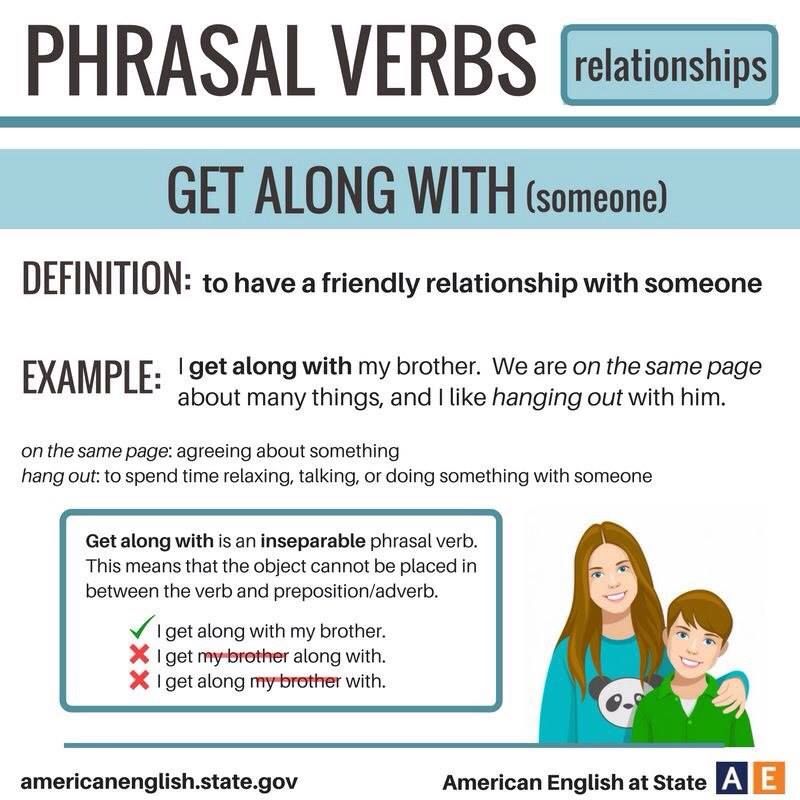 PHRASAL VERBS relationships
GET ALONG WITH (someone)
DEFINITION: to have a friendly relationship with someone
EXAMPLE: I get along with my brother. We are on the same page
about many things, and I like hanging out with him.
on the same page: agreeing about something
hang out: to spend time relaxing, talking, or doing something with someone
Get along with is an inseparable phrasal verb.
This means that the object cannot be placed in
between the verb and preposition/adverb.
✓ I get along with my brother.
✗ I get my brother along with.
✗ I get along my brother with.
americanenglish.state.gov
American English at State A E